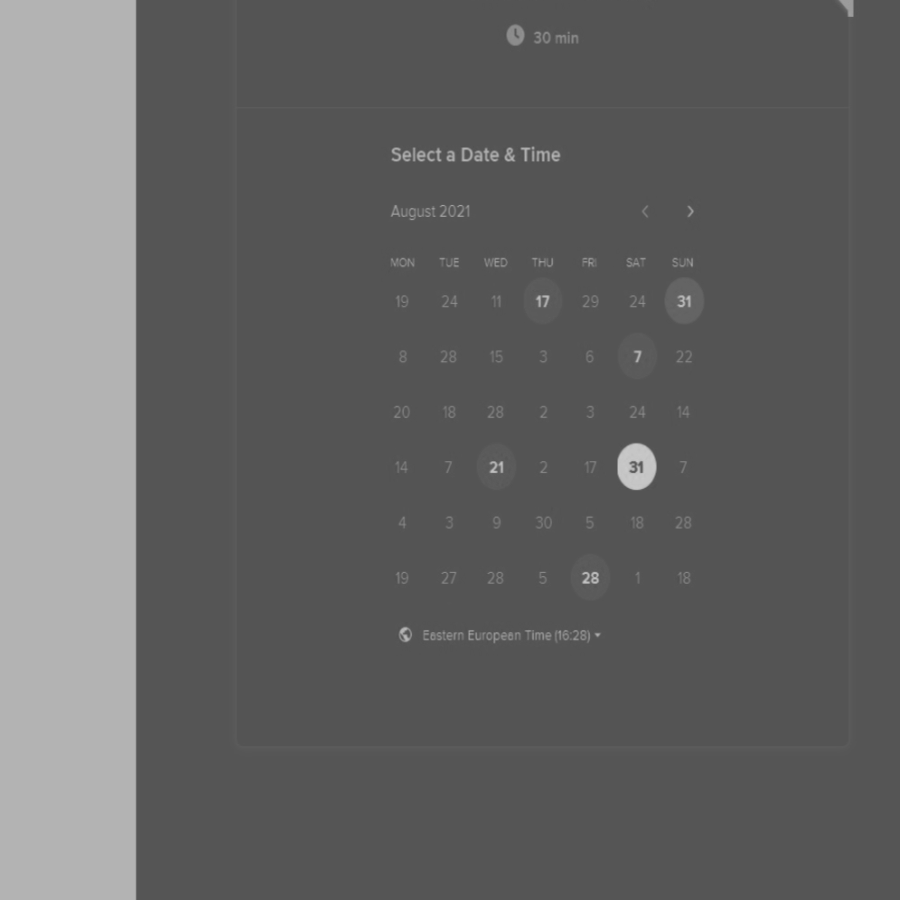 30 min
Select a Date & Time
August 2021
MON TUE WED THU FRI SAT SUN
19 24 11 17 29 24 31
8 28 15 3 6 7 22
20 18 28 2 3 24 14
14 7 21 2 17 31 7
4 3 9 30 5 18 28
19 27 28 5 28 1 18
Eestern Europeen Time (16:28)